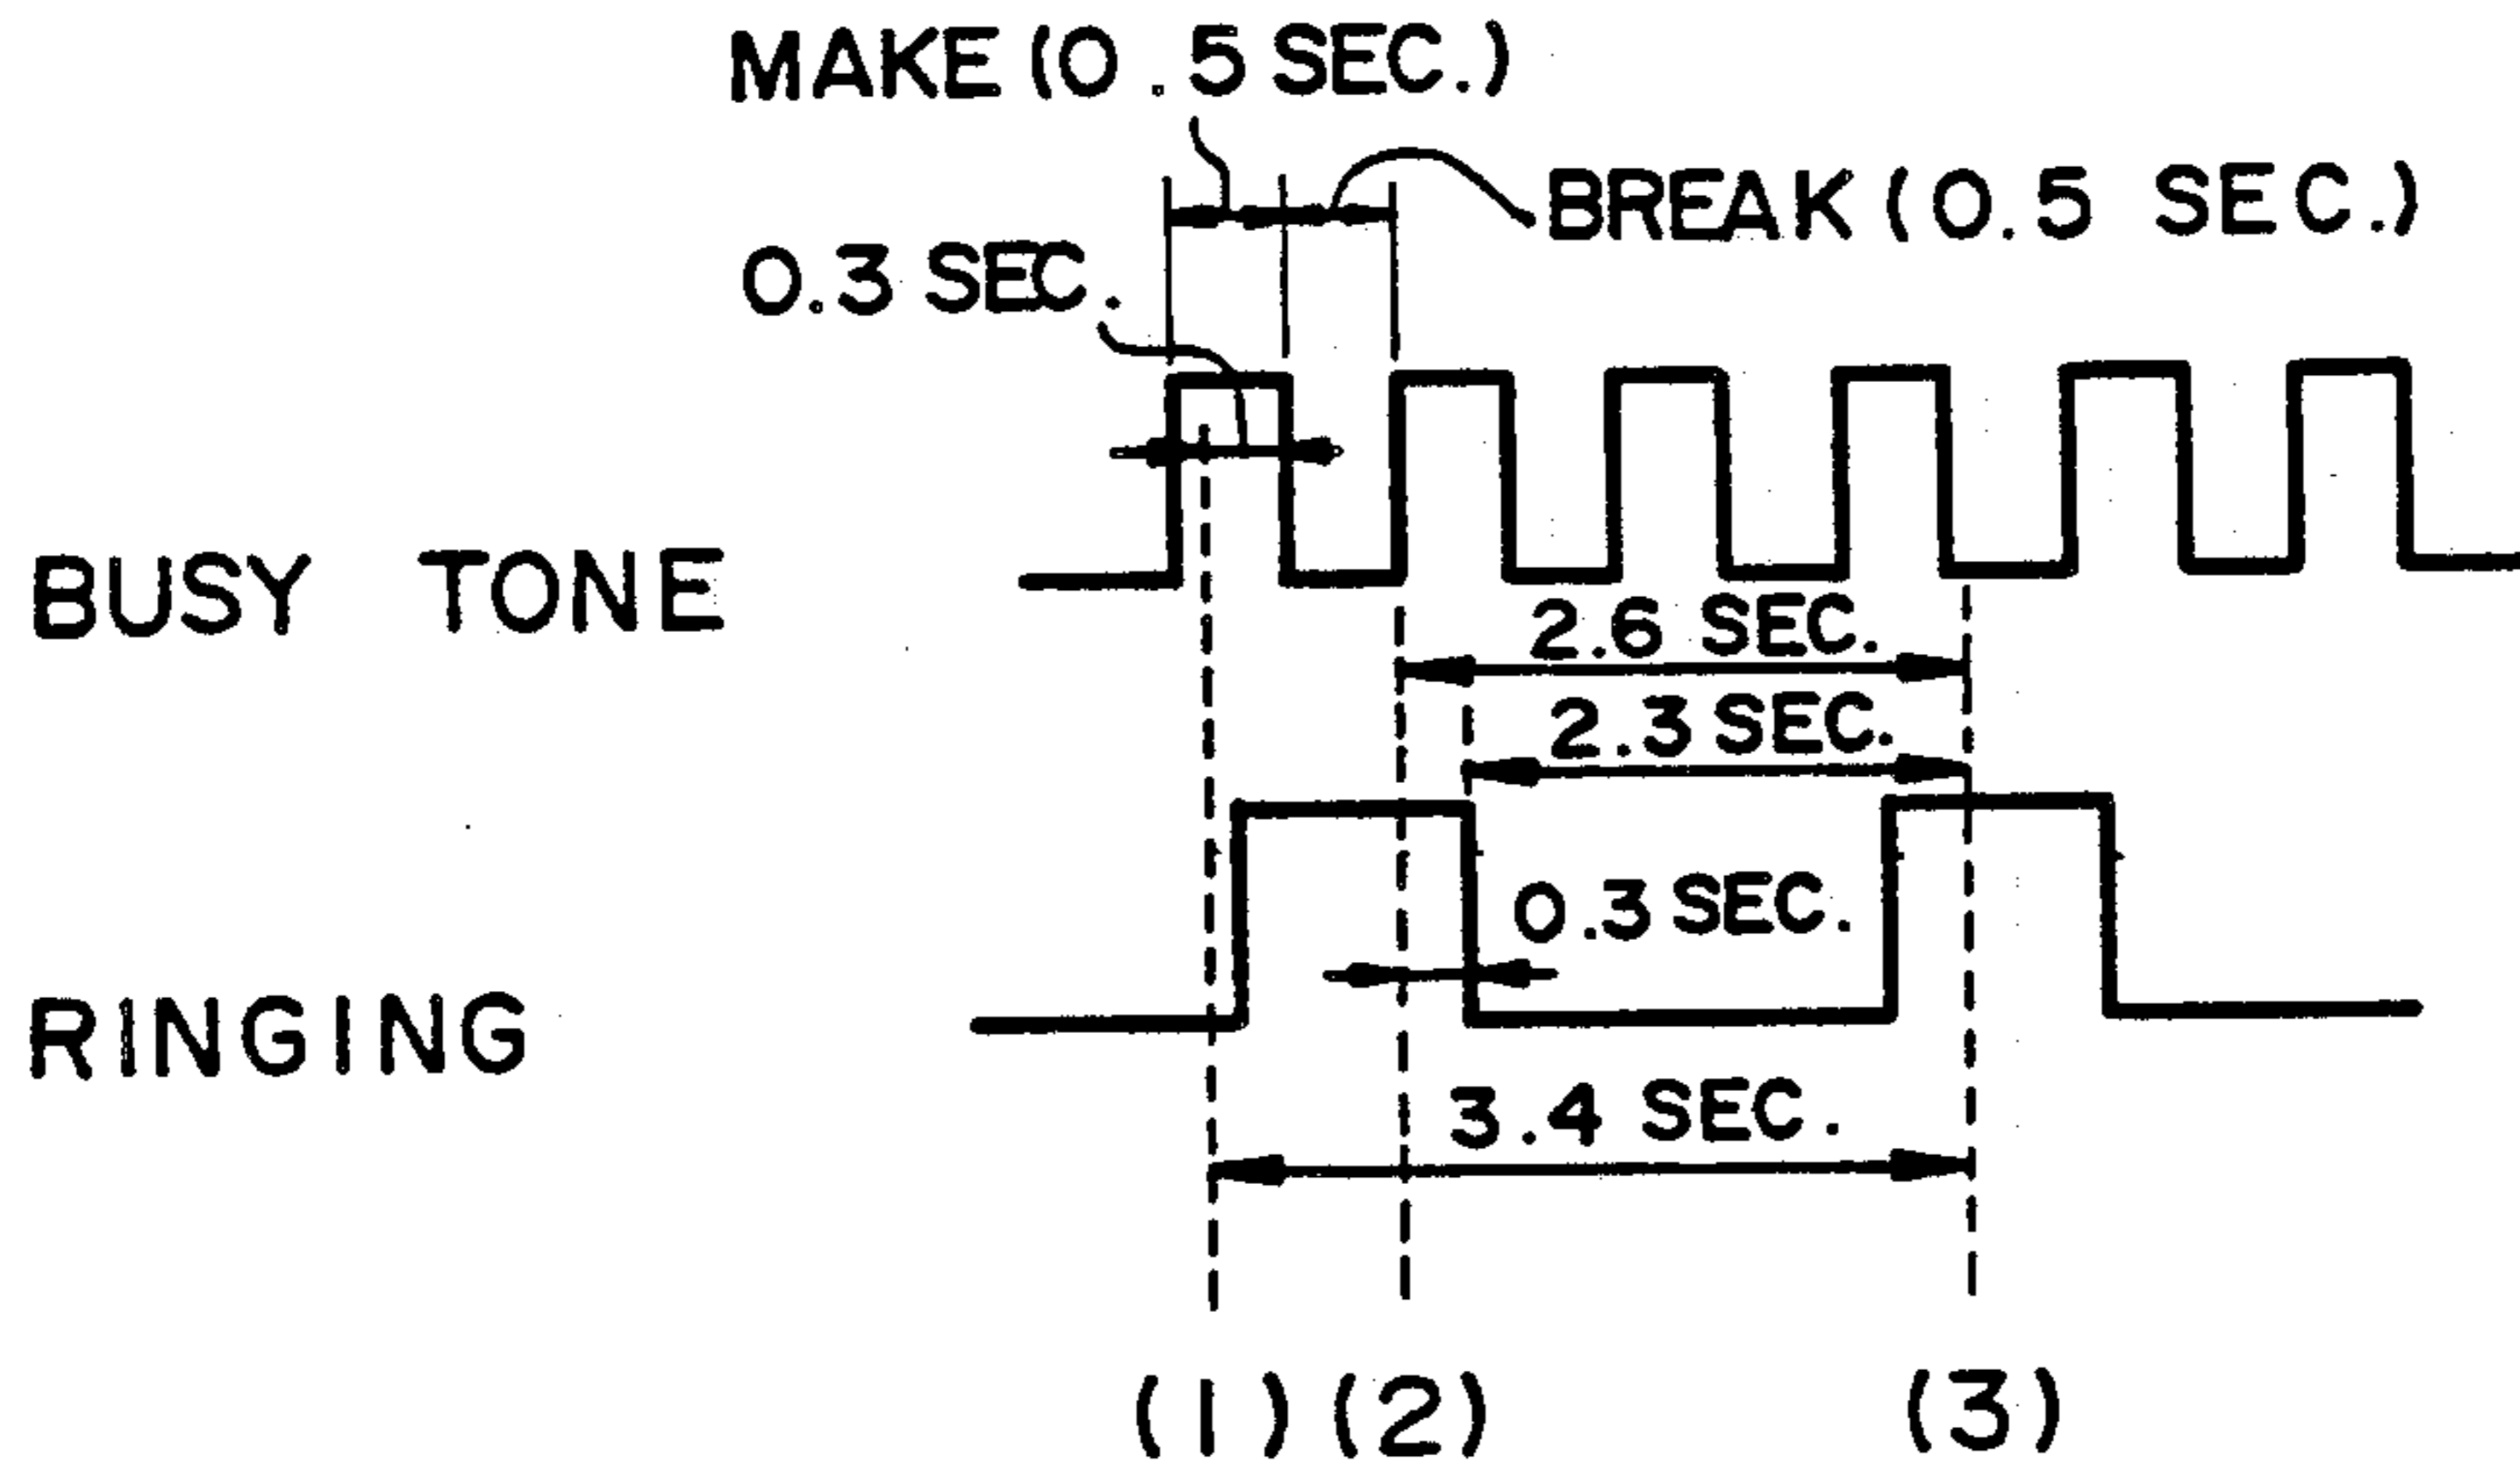 MAKE (0.5 SEC.)
BREAK (0.5 SEC.)
0.3 SEC.
BUSY TONE
2.6 SEC.
2.3 SEC.
0.3 SEC.
RINGING
3.4 SEC.
(1) (2) (3)